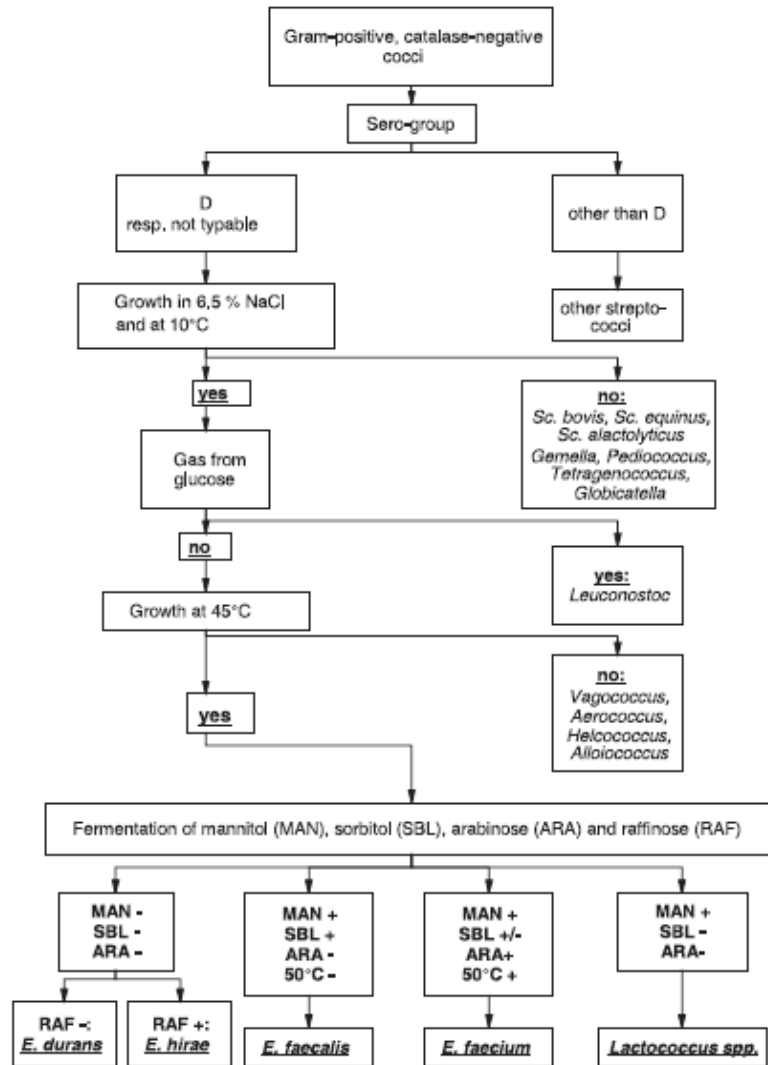 Gram-positive, catalase-negative
cocci
Sero-group
D
resp. not typable
other than D
Growth in 6,5 % NaCl
and at 10°C
other strepto-
cocci
yes
no:
Sc. bovis, Sc. equinus,
Sc. alactolyticus
Gemella, Pediococcus,
Tetragenococcus,
Globicatella
Gas from
glucose
no
yes:
Leuconostoc
Growth at 45°C
no:
Vagococcus,
Aerococcus,
Helcococcus,
Alloiococcus
yes
Fermentation of mannitol (MAN), sorbitol (SBL), arabinose (ARA) and raffinose (RAF)
MAN -
SBL -
ARA -
MAN +
SBL +
ARA -
50°C -
MAN +
SBL +/-
ARA+
50°C +
MAN +
SBL -
ARA-
RAF -:
E. durans
RAF +:
E. hirae
E. faecalis
E. faecium
Lactococcus spp.